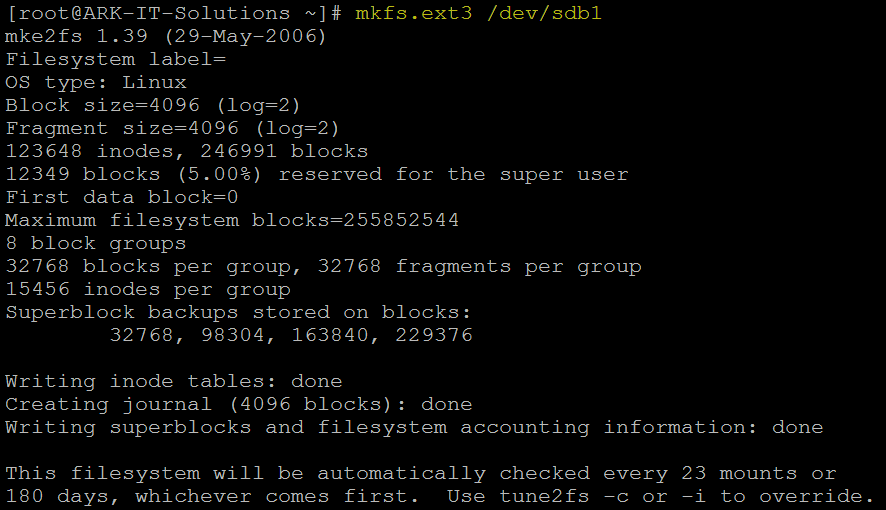 [root@ARK-IT-Solutions ~]# mkfs.ext3 /dev/sdb1
mke2fs 1.39 (29-May-2006)
Filesystem label=
OS type: Linux
Block size=4096 (log=2)
Fragment size=4096 (log=2)
123648 inodes, 246991 blocks
12349 blocks (5.00%) reserved for the super user
First data block=0
Maximum filesystem blocks=255852544
8 block groups
32768 blocks per group, 32768 fragments per group
15456 inodes per group
Superblock backups stored on blocks:
        32768, 98304, 163840, 229376
Writing inode tables: done
Creating journal (4096 blocks): done
Writing superblocks and filesystem accounting information: done
This filesystem will be automatically checked every 23 mounts or
180 days, whichever comes first.  Use tune2fs -c or -i to override.